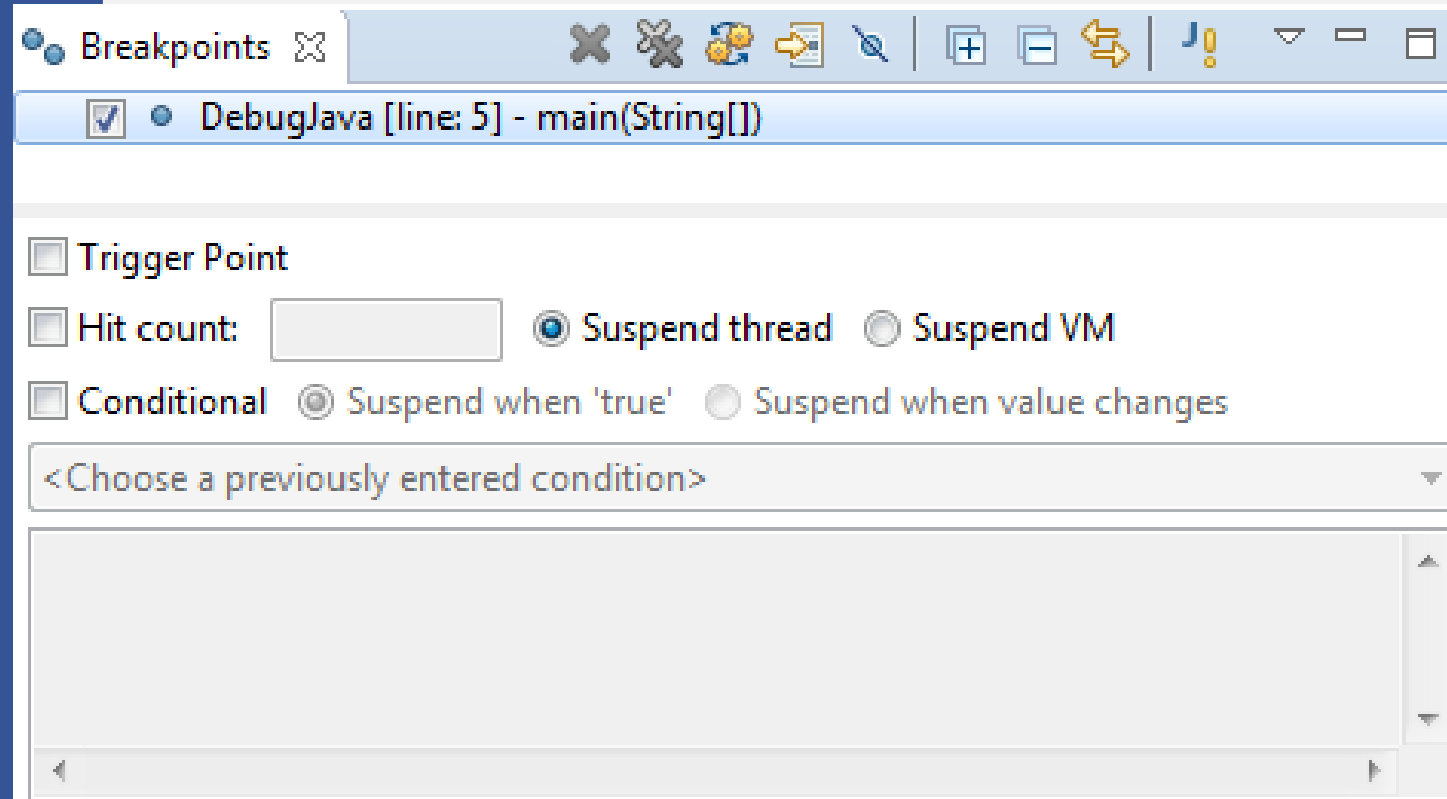 Breakpoints
DebugJava [line: 5] - main(String[])
Trigger Point
Hit count: Suspend thread Suspend VM
Conditional Suspend when 'true' Suspend when value changes
<Choose a previously entered condition>